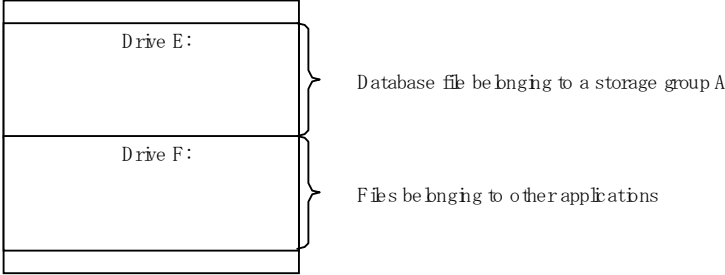 Drive E:
Database file belonging to a storage group A
Drive F:
Files belonging to other applications